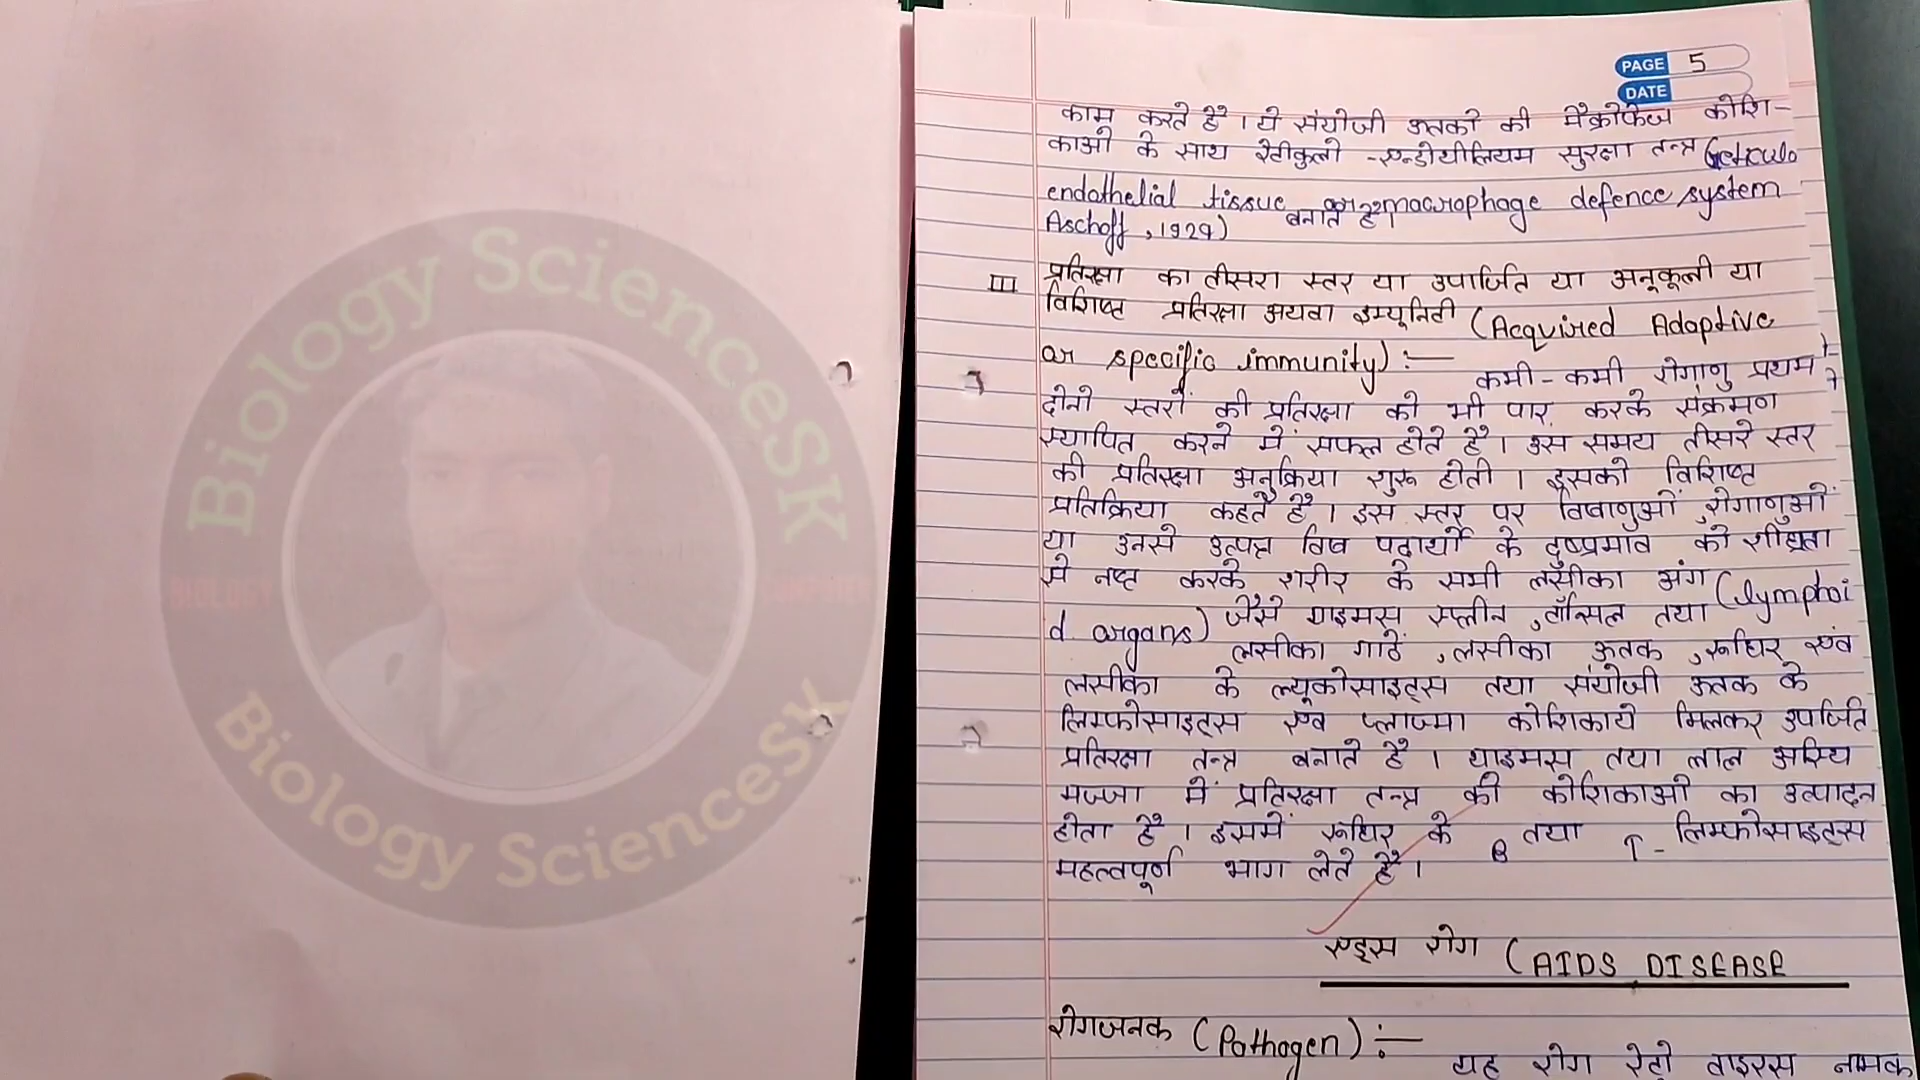 Biology ScienceSK
Biology ScienceSK
PAGE 5
DATE
काम करते है । ये संयोजी ऊतको की मैक्रोफेज कोशि-
काओ के साथ रेटीकुलो -एन्डोथीलियम सुरक्षा तन्त्र (Reticulo
endothelial tissue or macrophage defence system
Aschoff , 1929) बनाते है ।
III प्रतिरक्षा का तीसरा स्तर या उपार्जित या अनूकूली या
विशिष्ट प्रतिरक्षा अथवा इम्यूनिटी (Acquired Adaptive
or specific immunity) :—
कभी-कभी रोगाणु प्रथम
दोनो स्तरों की प्रतिरक्षा को भी पार करके संक्रमण
स्थापित करने में सफल होते है । उस समय तीसरे स्तर
की प्रतिरक्षा अनुक्रिया शुरू होती । इसको विशिष्ट
प्रतिक्रिया कहते है । इस स्तर पर विषाणुओं ,रोगाणुओं
या उनसे उत्पन्न विष पदार्थो के दुष्प्रभाव को शीघ्रता
से नष्ट करके शरीर के सभी लसीका अंग (lymphoi
d organs) जैसे थाइमस स्प्लीन , टॉन्सिल तथा
लसीका गाठें , लसीका ऊतक , रूधिर एवं
लसीका के ल्यूकोसाइट्स तथा संयोजी ऊतक के
लिम्फोसाइट्स एवं प्लाज्मा कोशिकाये मिलकर उपर्जित
प्रतिरक्षा तन्त्र बनाते है । थाइमस तथा लाल अस्थि
मज्जा में प्रतिरक्षा तन्त्र की कोशिकाओ का उत्पादन
होता है । इसमें रूधिर के B तथा T- लिम्फोसाइट्स
महत्वपूर्ण भाग लेते है ।
एड्स रोग (AIDS DISEASE
रोगजनक (Pathogen) :—
यह रोग रेट्रो वाइरस नामक